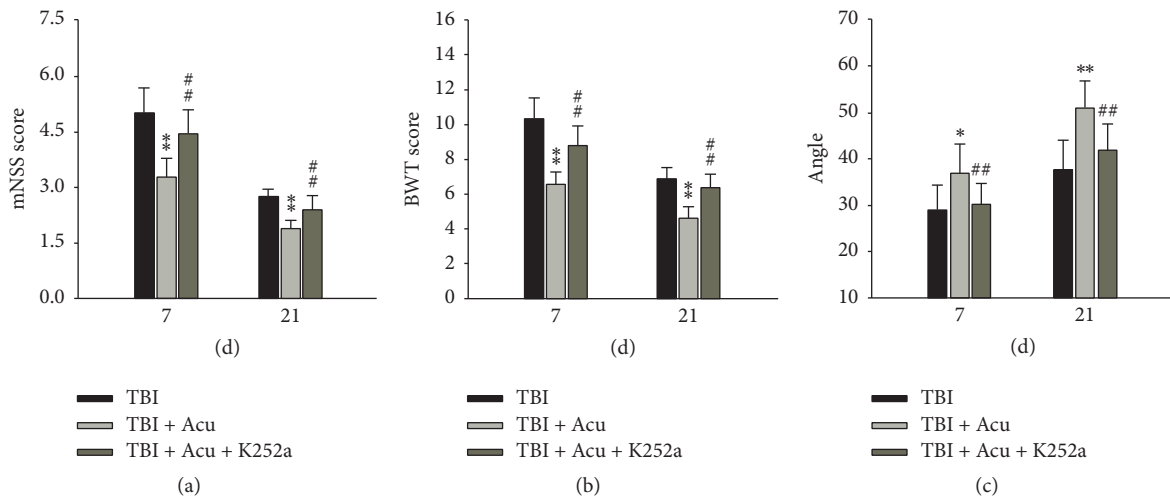 7.5
6.0
4.5
3.0
1.5
0.0
mNSS score
**
##
**
##
7 21
(d)
TBI
TBI + Acu
TBI + Acu + K252a
(a)
16
14
12
10
8
6
4
2
0
BWT score
**
##
**
##
7 21
(d)
TBI
TBI + Acu
TBI + Acu + K252a
(b)
70
60
50
40
30
20
10
Angle
*
##
**
##
7 21
(d)
TBI
TBI + Acu
TBI + Acu + K252a
(c)